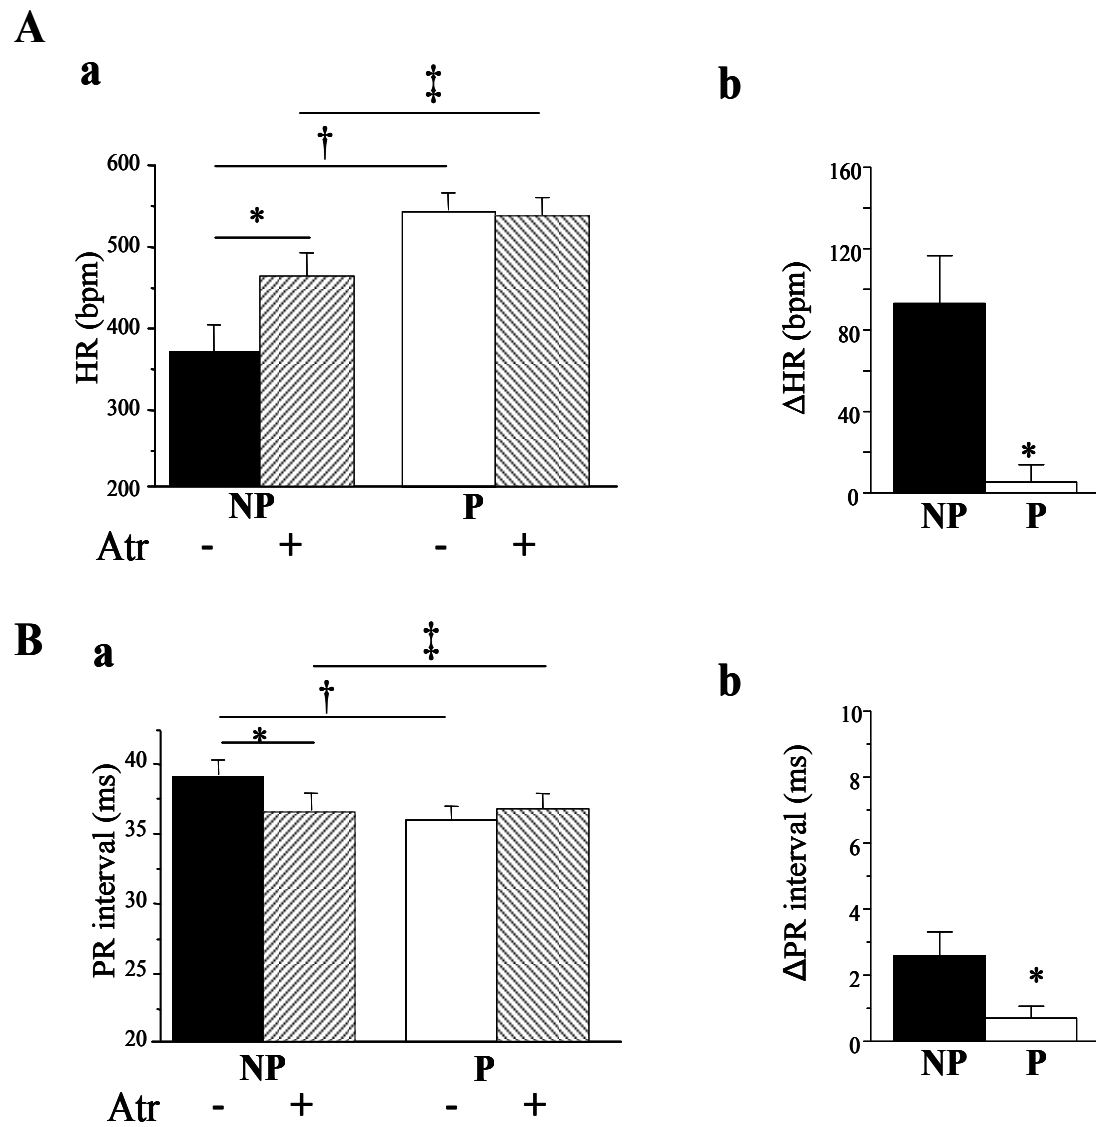 A
a
‡
†
*
600
500
400
300
200
HR (bpm)
NP P
Atr - + - +
b
160
120
80
40
0
ΔHR (bpm)
*
NP P
B
a
‡
†
*
40
35
30
25
20
PR interval (ms)
NP P
Atr - + - +
b
10
8
6
4
2
0
ΔPR interval (ms)
*
NP P